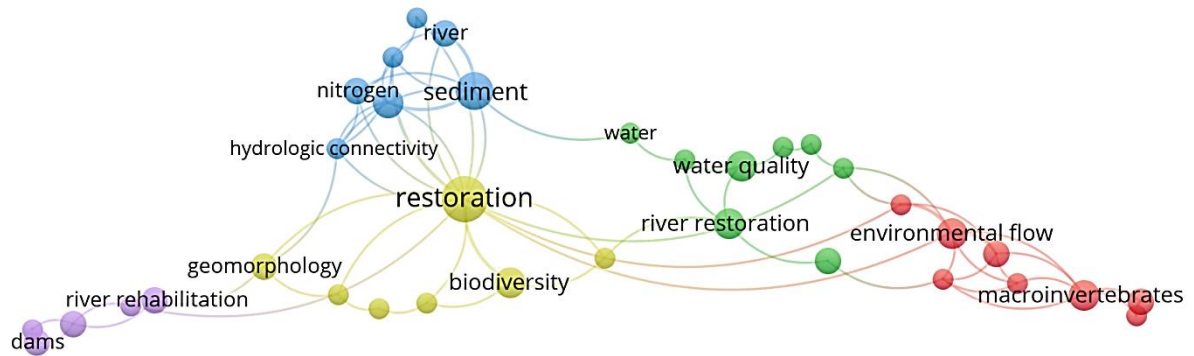 river
nitrogen
sediment
hydrologic connectivity
water
water quality
restoration
river restoration
environmental flow
geomorphology
biodiversity
river rehabilitation
macroinvertebrates
dams